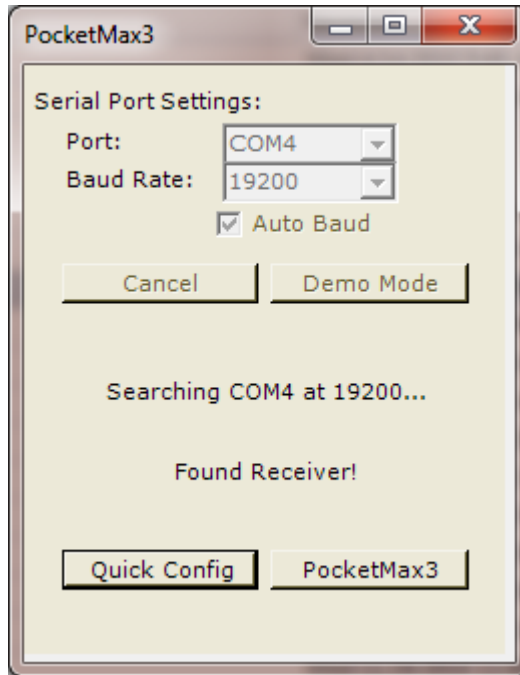 PocketMax3
Serial Port Settings:
Port: COM4
Baud Rate: 19200
Auto Baud
Cancel Demo Mode
Searching COM4 at 19200...
Found Receiver!
Quick Config PocketMax3